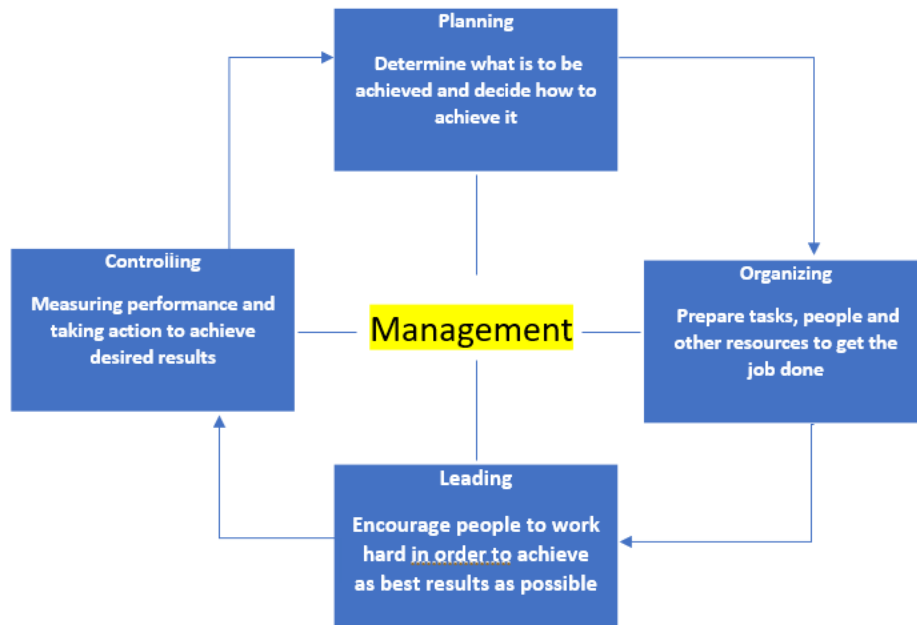 Planning
Determine what is to be
achieved and decide how to
achieve it
Controlling
Measuring performance and
taking action to achieve
desired results
Management
Organizing
Prepare tasks, people and
other resources to get the
job done
Leading
Encourage people to work
hard in order to achieve
as best results as possible